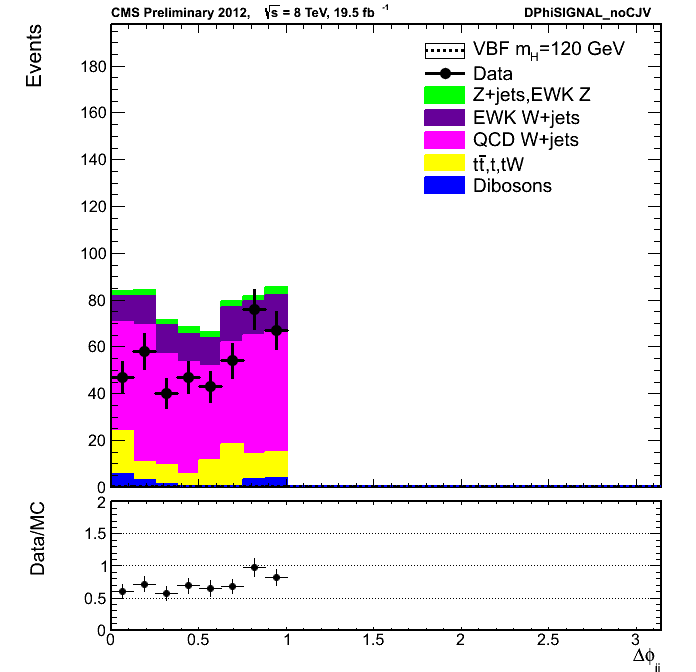 CMS Preliminary 2012, √s = 8 TeV, 19.5 fb⁻¹ DPhiSIGNAL_noCJV
Events
VBF m_H=120 GeV
Data
Z+jets,EWK Z
EWK W+jets
QCD W+jets
tt̄,t,tW
Dibosons
180
160
140
120
100
80
60
40
20
0
Data/MC
2
1.5
1
0.5
0
0 0.5 1 1.5 2 2.5 3
Δϕ_jj